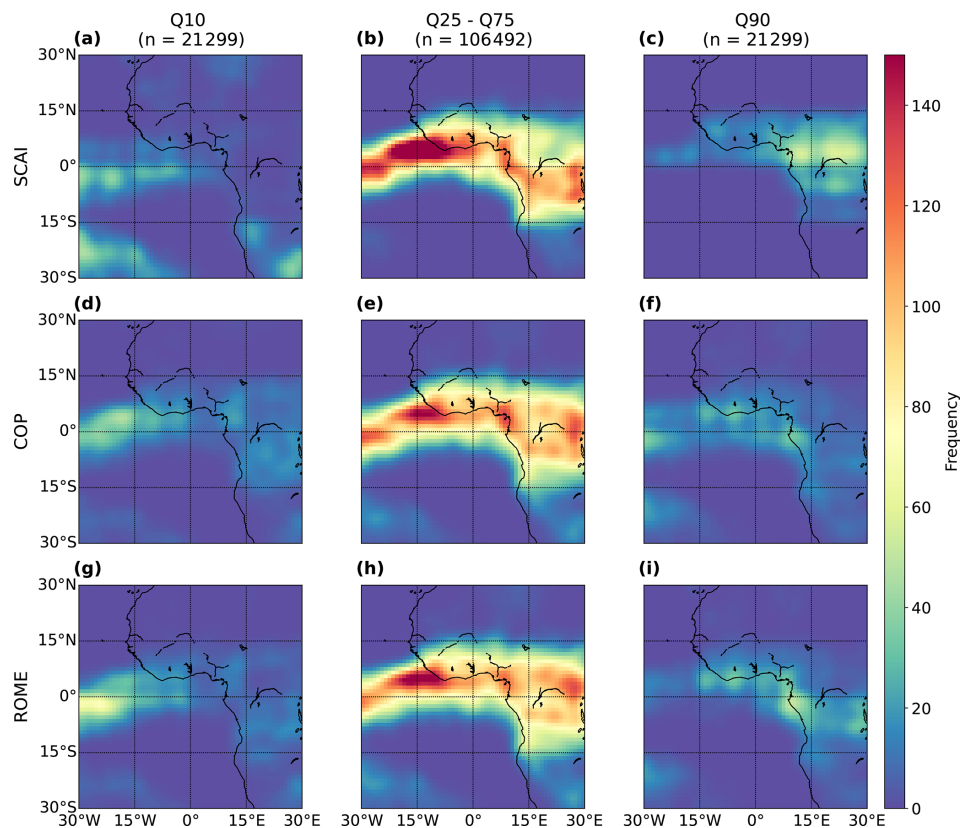 Q10
(n = 21299)
Q25 - Q75
(n = 106492)
Q90
(n = 21299)
(a)
(b)
(c)
30°N
15°N
0°
15°S
30°S
SCAI
(d)
(e)
(f)
30°N
15°N
0°
15°S
30°S
COP
(g)
(h)
(i)
30°N
15°N
0°
15°S
30°S
ROME
30°W 15°W 0° 15°E 30°E
30°W 15°W 0° 15°E 30°E
30°W 15°W 0° 15°E 30°E
140
120
100
80
60
40
20
0
Frequency